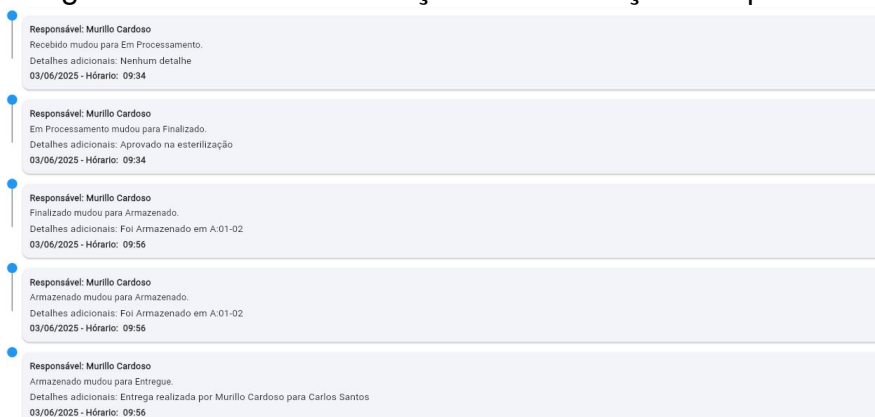 Responsável: Murillo Cardoso
Recebido mudou para Em Processamento.
Detalhes adicionais: Nenhum detalhe
03/06/2025 - Hórario: 09:34
Responsável: Murillo Cardoso
Em Processamento mudou para Finalizado.
Detalhes adicionais: Aprovado na esterilização
03/06/2025 - Hórario: 09:34
Responsável: Murillo Cardoso
Finalizado mudou para Armazenado.
Detalhes adicionais: Foi Armazenado em A:01-02
03/06/2025 - Hórario: 09:56
Responsável: Murillo Cardoso
Armazenado mudou para Armazenado.
Detalhes adicionais: Foi Armazenado em A:01-02
03/06/2025 - Hórario: 09:56
Responsável: Murillo Cardoso
Armazenado mudou para Entregue.
Detalhes adicionais: Entrega realizada por Murillo Cardoso para Carlos Santos
03/06/2025 - Hórario: 09:56